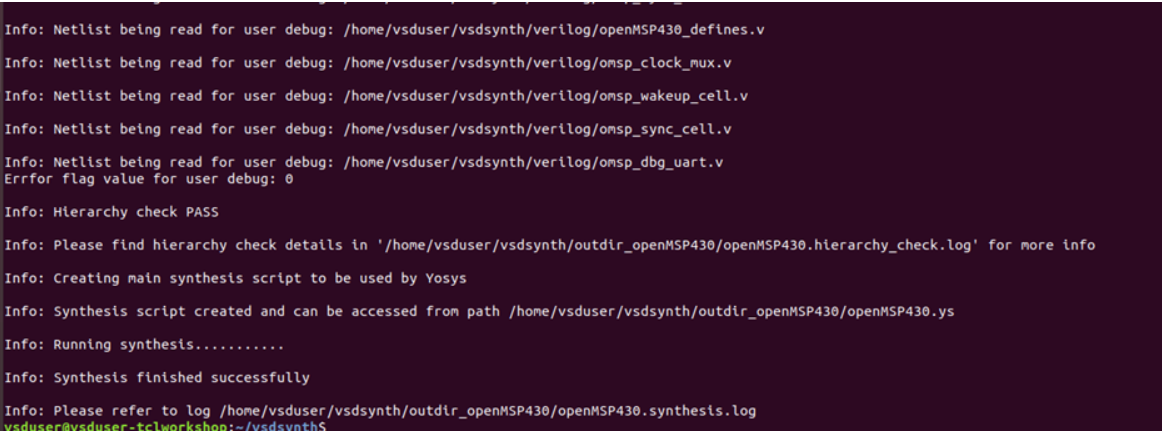 Info: Netlist being read for user debug: /home/vsduser/vsdsynth/verilog/openMSP430_defines.v
Info: Netlist being read for user debug: /home/vsduser/vsdsynth/verilog/omsp_clock_mux.v
Info: Netlist being read for user debug: /home/vsduser/vsdsynth/verilog/omsp_wakeup_cell.v
Info: Netlist being read for user debug: /home/vsduser/vsdsynth/verilog/omsp_sync_cell.v
Info: Netlist being read for user debug: /home/vsduser/vsdsynth/verilog/omsp_dbg_uart.v
Errfor flag value for user debug: 0
Info: Hierarchy check PASS
Info: Please find hierarchy check details in '/home/vsduser/vsdsynth/outdir_openMSP430/openMSP430.hierarchy_check.log' for more info
Info: Creating main synthesis script to be used by Yosys
Info: Synthesis script created and can be accessed from path /home/vsduser/vsdsynth/outdir_openMSP430/openMSP430.ys
Info: Running synthesis...........
Info: Synthesis finished successfully
Info: Please refer to log /home/vsduser/vsdsynth/outdir_openMSP430/openMSP430.synthesis.log
vsduser@vsduser-tclworkshop:~/vsdsynth$